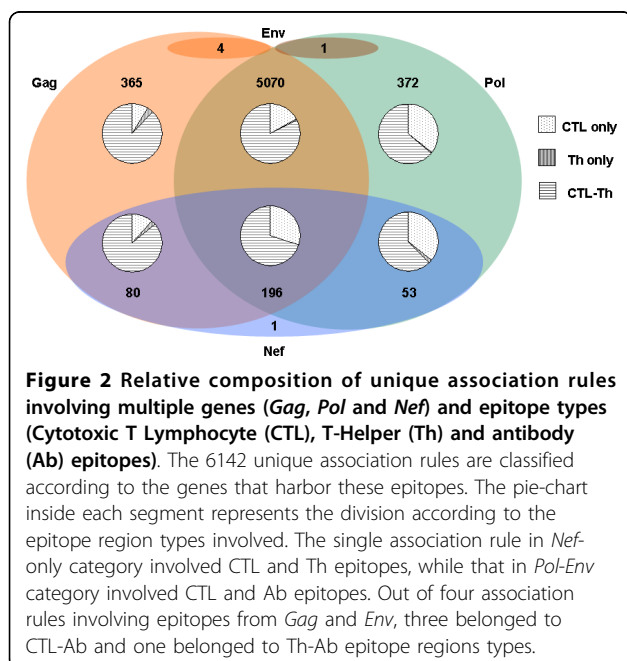 Env
4 1
Gag 365 5070 372 Pol
CTL only
Th only
CTL-Th
80 196 53
1
Nef
Figure 2 Relative composition of unique association rules
involving multiple genes (Gag, Pol and Nef) and epitope types
(Cytotoxic T Lymphocyte (CTL), T-Helper (Th) and antibody
(Ab) epitopes). The 6142 unique association rules are classified
according to the genes that harbor these epitopes. The pie-chart
inside each segment represents the division according to the
epitope region types involved. The single association rule in Nef-
only category involved CTL and Th epitopes, while that in Pol-Env
category involved CTL and Ab epitopes. Out of four association
rules involving epitopes from Gag and Env, three belonged to
CTL-Ab and one belonged to Th-Ab epitope regions types.